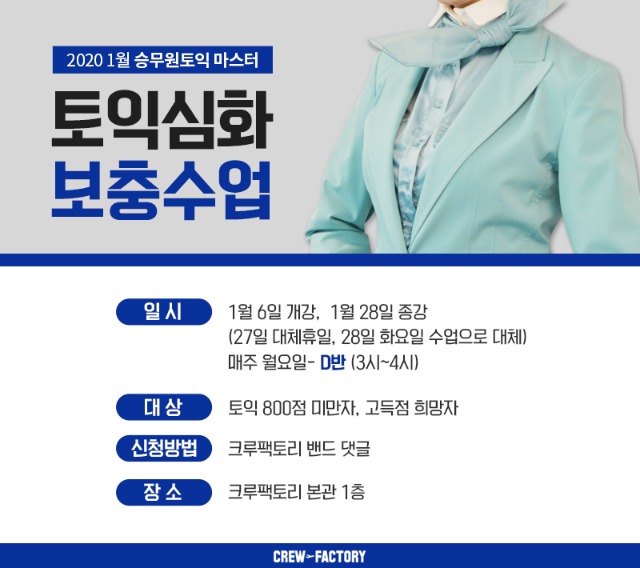 2020 1월 승무원토익 마스터
토익심화
보충수업
일 시
1월 6일 개강, 1월 28일 종강
(27일 대체휴일, 28일 화요일 수업으로 대체)
매주 월요일- D반 (3시~4시)
대 상
토익 800점 미만자, 고득점 희망자
신청방법
크루팩토리 밴드 댓글
장 소
크루팩토리 본관 1층
CREW FACTORY